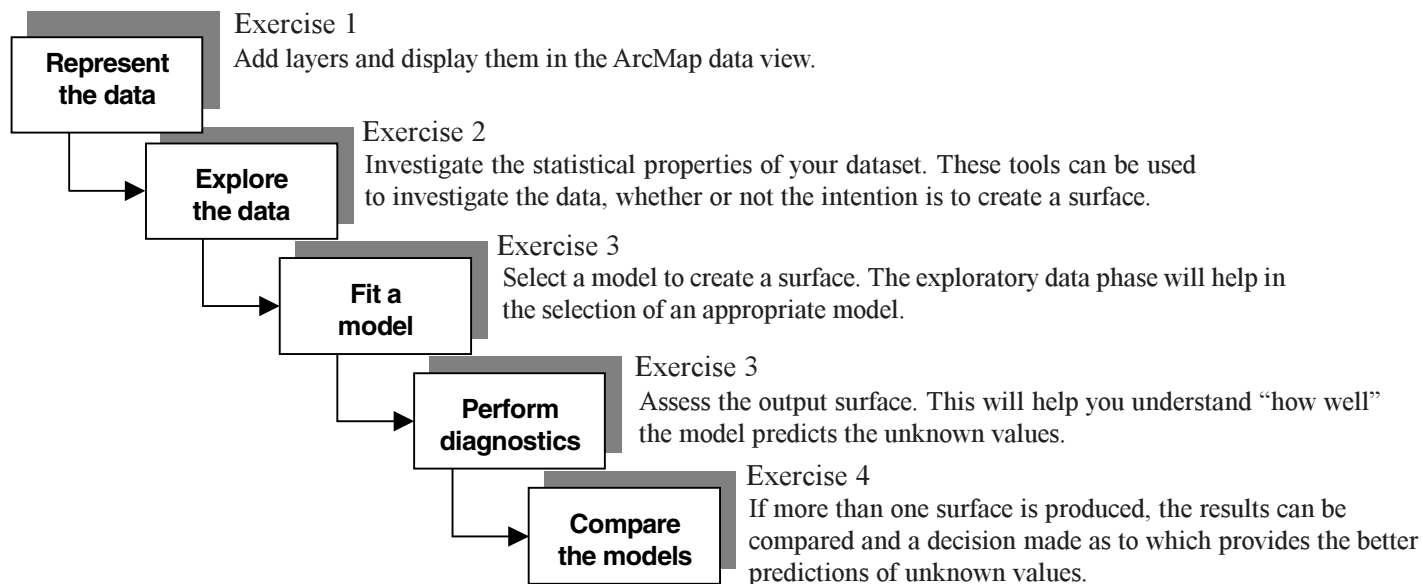 Exercise 1
Represent
the data
Add layers and display them in the ArcMap data view.
Exercise 2
Explore
the data
Investigate the statistical properties of your dataset. These tools can be used
to investigate the data, whether or not the intention is to create a surface.
Exercise 3
Fit a
model
Select a model to create a surface. The exploratory data phase will help in
the selection of an appropriate model.
Exercise 3
Perform
diagnostics
Assess the output surface. This will help you understand “how well”
the model predicts the unknown values.
Exercise 4
Compare
the models
If more than one surface is produced, the results can be
compared and a decision made as to which provides the better
predictions of unknown values.